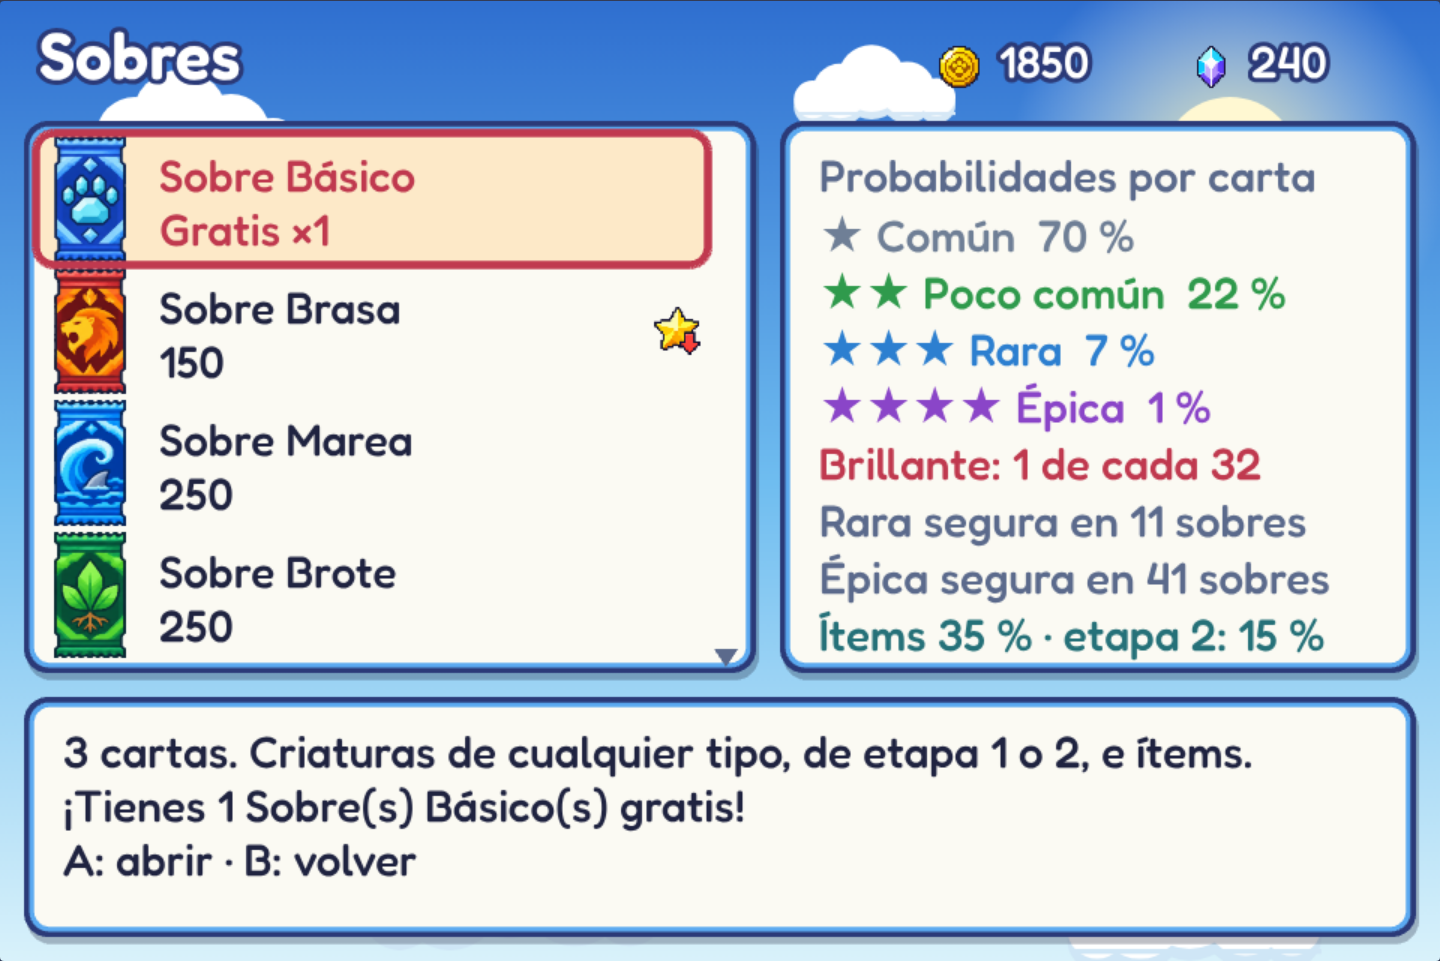 Sobres
1850
240
Sobre Básico
Gratis ×1
Sobre Brasa
150
Sobre Marea
250
Sobre Brote
250
Probabilidades por carta
★ Común 70 %
★★ Poco común 22 %
★★★ Rara 7 %
★★★★ Épica 1 %
Brillante: 1 de cada 32
Rara segura en 11 sobres
Épica segura en 41 sobres
Ítems 35 % · etapa 2: 15 %
3 cartas. Criaturas de cualquier tipo, de etapa 1 o 2, e ítems.
¡Tienes 1 Sobre(s) Básico(s) gratis!
A: abrir · B: volver